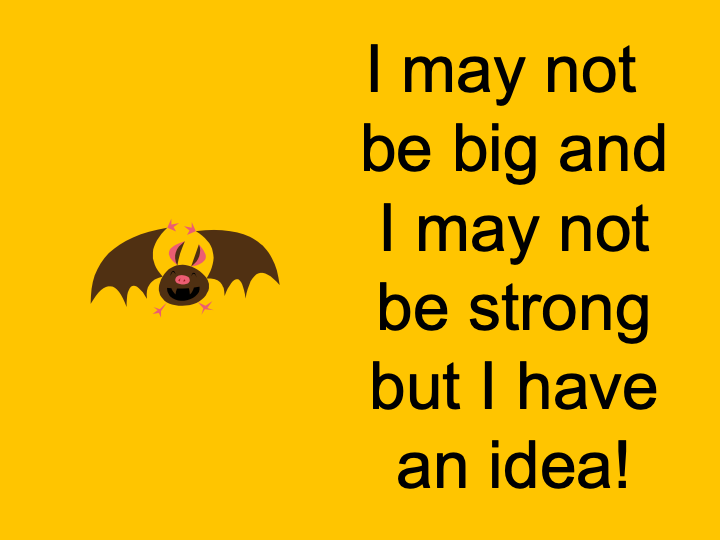 I may not
be big and
I may not
be strong
but I have
an idea!